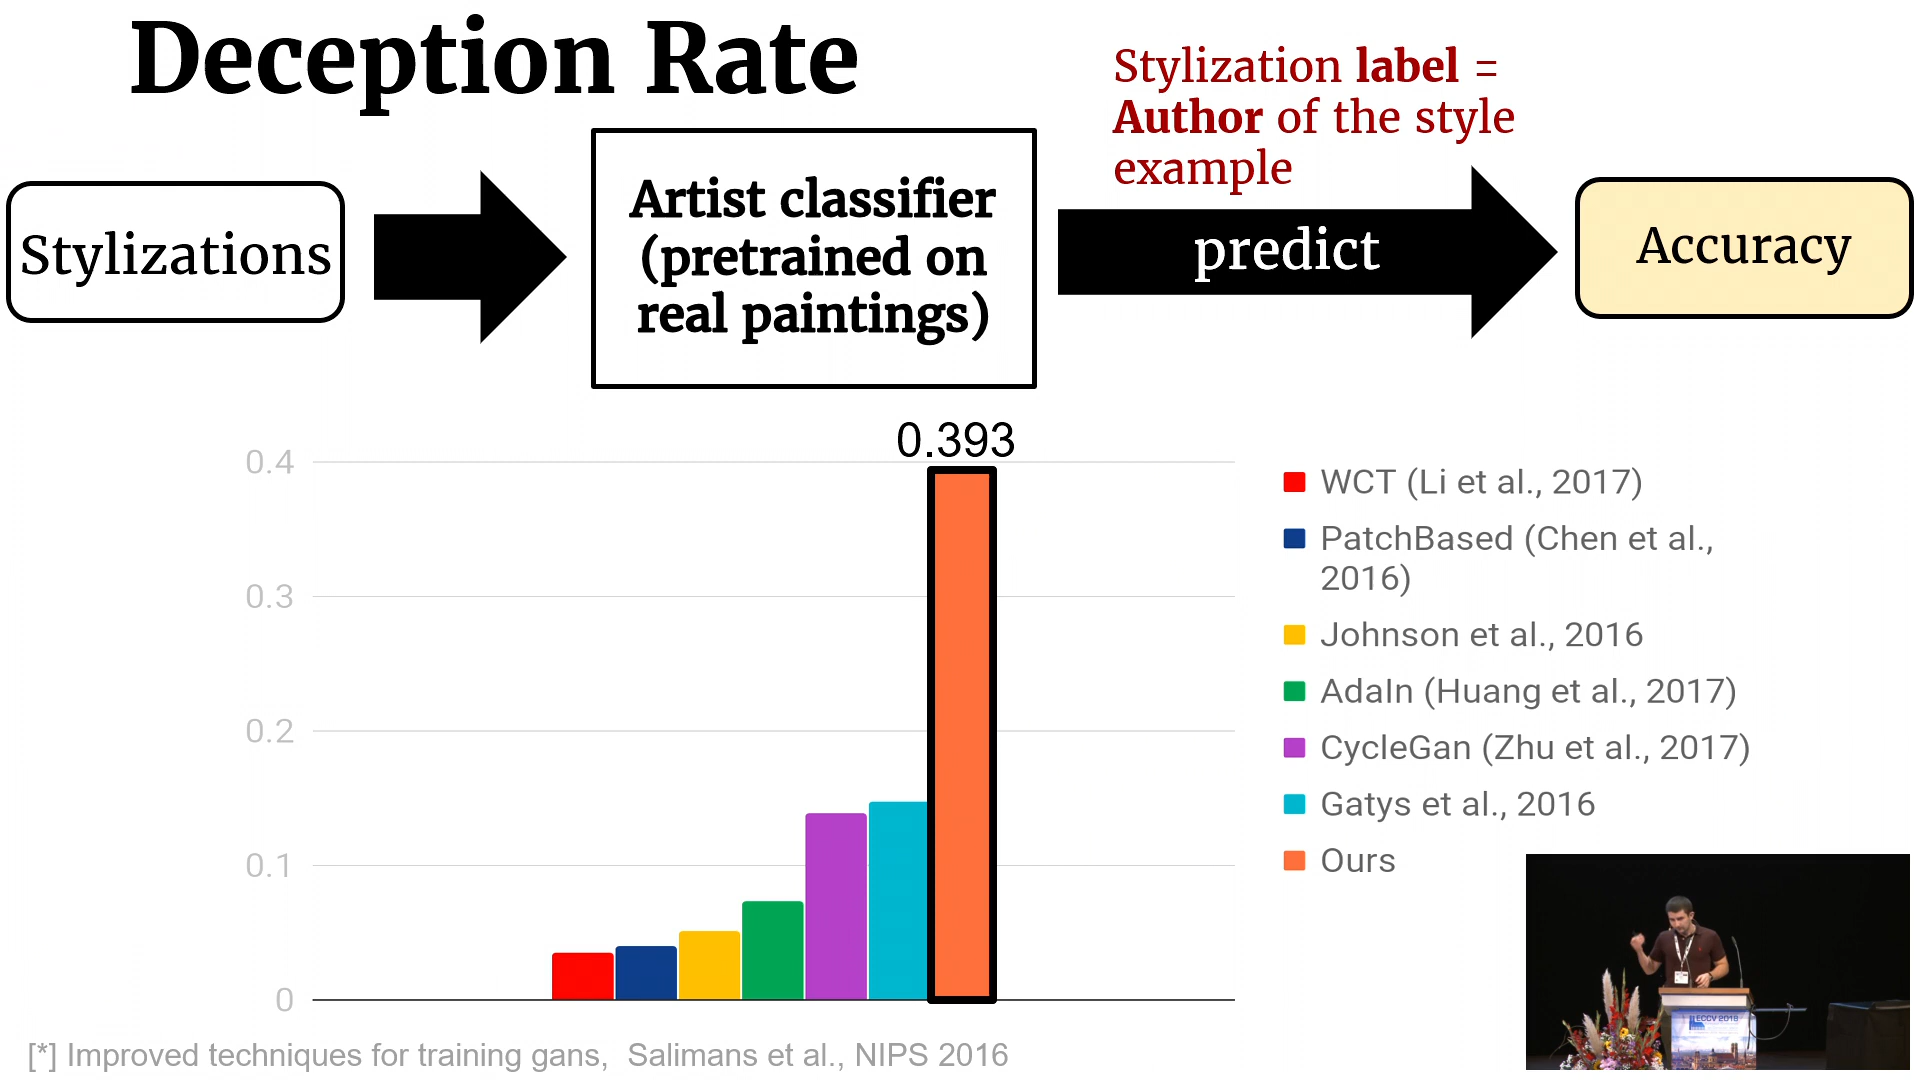 Deception Rate
Stylization label =
Author of the style
example
Stylizations
Artist classifier
(pretrained on
real paintings)
predict
Accuracy
0.393
0.4
0.3
0.2
0.1
0
WCT (Li et al., 2017)
PatchBased (Chen et al.,
2016)
Johnson et al., 2016
AdaIn (Huang et al., 2017)
CycleGan (Zhu et al., 2017)
Gatys et al., 2016
Ours
ECCV 2018
[*] Improved techniques for training gans,  Salimans et al., NIPS 2016